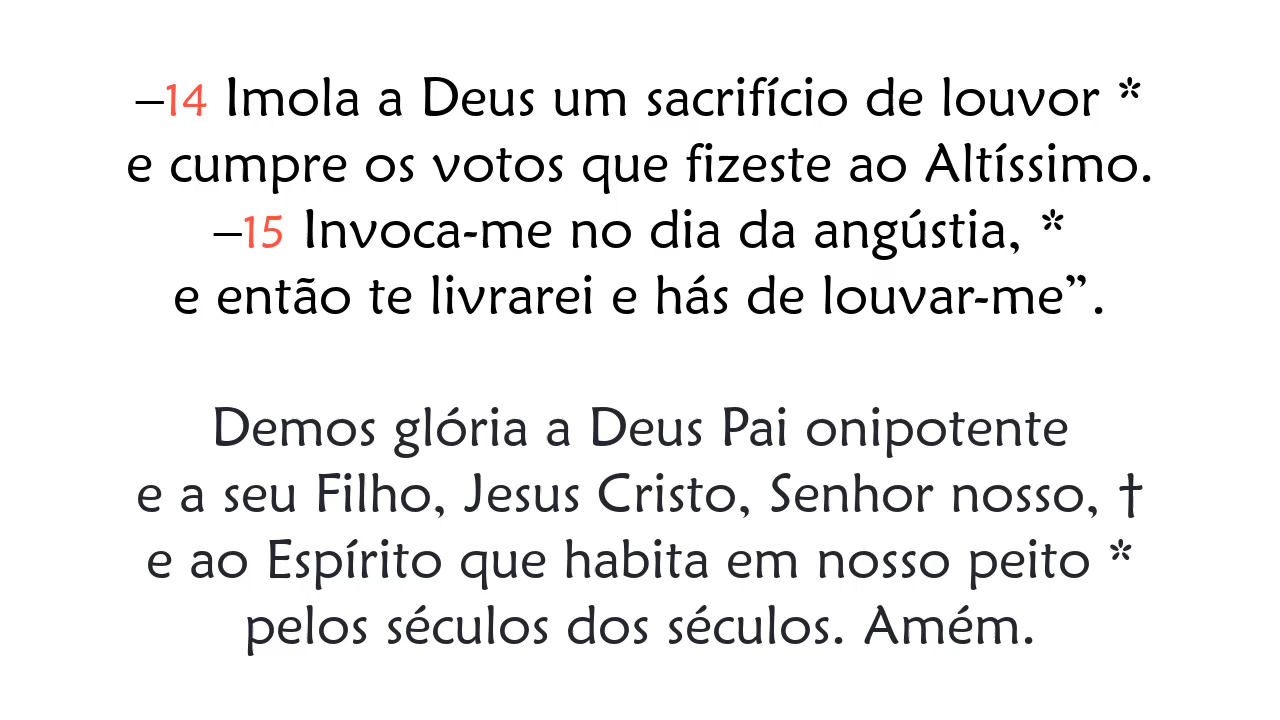 –14 Imola a Deus um sacrifício de louvor *
e cumpre os votos que fizeste ao Altíssimo.
–15 Invoca-me no dia da angústia, *
e então te livrarei e hás de louvar-me”.
Demos glória a Deus Pai onipotente
e a seu Filho, Jesus Cristo, Senhor nosso, †
e ao Espírito que habita em nosso peito *
pelos séculos dos séculos. Amém.